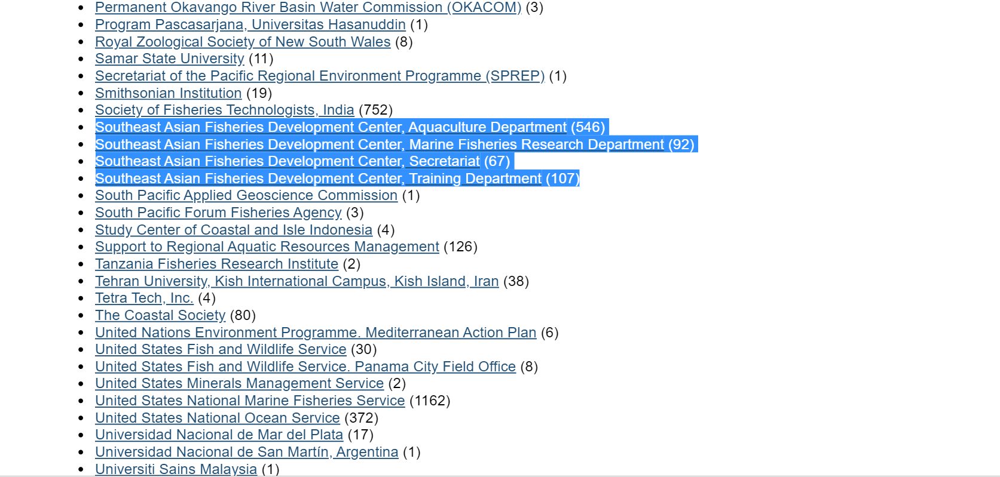 Permanent Okavango River Basin Water Commission (OKACOM) (3)
Program Pascasarjana, Universitas Hasanuddin (1)
Royal Zoological Society of New South Wales (8)
Samar State University (11)
Secretariat of the Pacific Regional Environment Programme (SPREP) (1)
Smithsonian Institution (19)
Society of Fisheries Technologists, India (752)
Southeast Asian Fisheries Development Center, Aquaculture Department (546)
Southeast Asian Fisheries Development Center, Marine Fisheries Research Department (92)
Southeast Asian Fisheries Development Center, Secretariat (67)
Southeast Asian Fisheries Development Center, Training Department (107)
South Pacific Applied Geoscience Commission (1)
South Pacific Forum Fisheries Agency (3)
Study Center of Coastal and Isle Indonesia (4)
Support to Regional Aquatic Resources Management (126)
Tanzania Fisheries Research Institute (2)
Tehran University, Kish International Campus, Kish Island, Iran (38)
Tetra Tech, Inc. (4)
The Coastal Society (80)
United Nations Environment Programme. Mediterranean Action Plan (6)
United States Fish and Wildlife Service (30)
United States Fish and Wildlife Service. Panama City Field Office (8)
United States Minerals Management Service (2)
United States National Marine Fisheries Service (1162)
United States National Ocean Service (372)
Universidad Nacional de Mar del Plata (17)
Universidad Nacional de San Martín, Argentina (1)
Universiti Sains Malaysia (1)